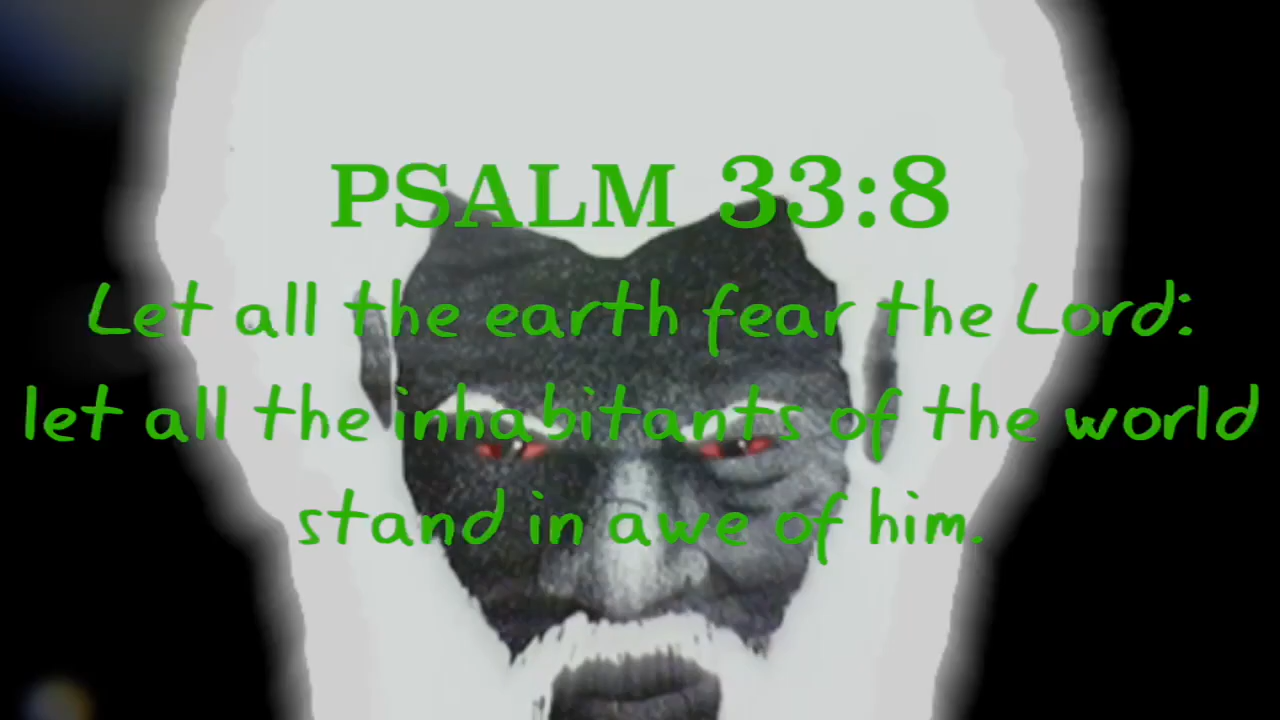 PSALM 33:8
Let all the earth fear the Lord:
let all the inhabitants of the world
stand in awe of him.